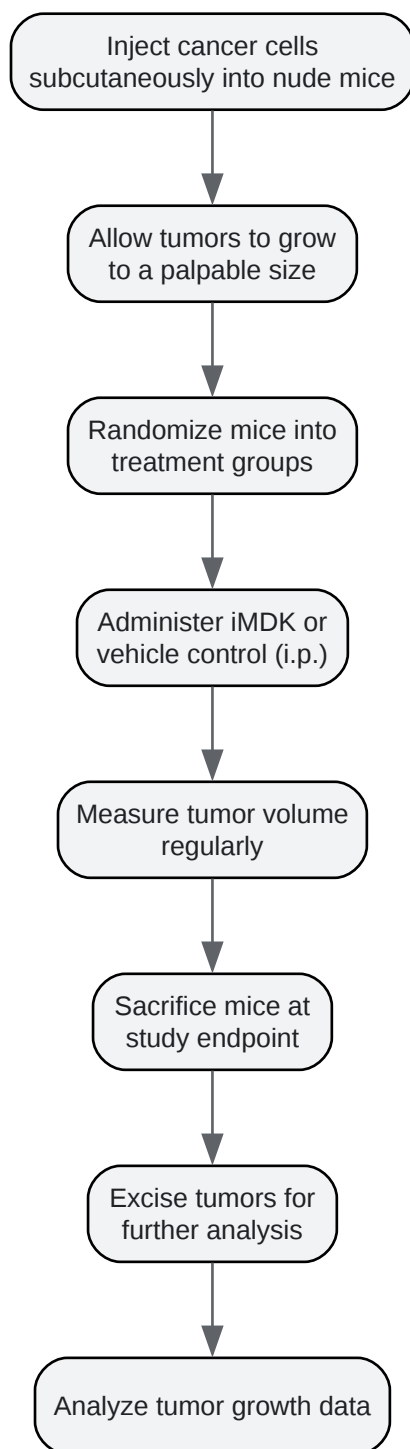 Inject cancer cells
subcutaneously into nude mice
Allow tumors to grow
to a palpable size
Randomize mice into
treatment groups
Administer iMDK or
vehicle control (i.p.)
Measure tumor volume
regularly
Sacrifice mice at
study endpoint
Excise tumors for
further analysis
Analyze tumor growth data